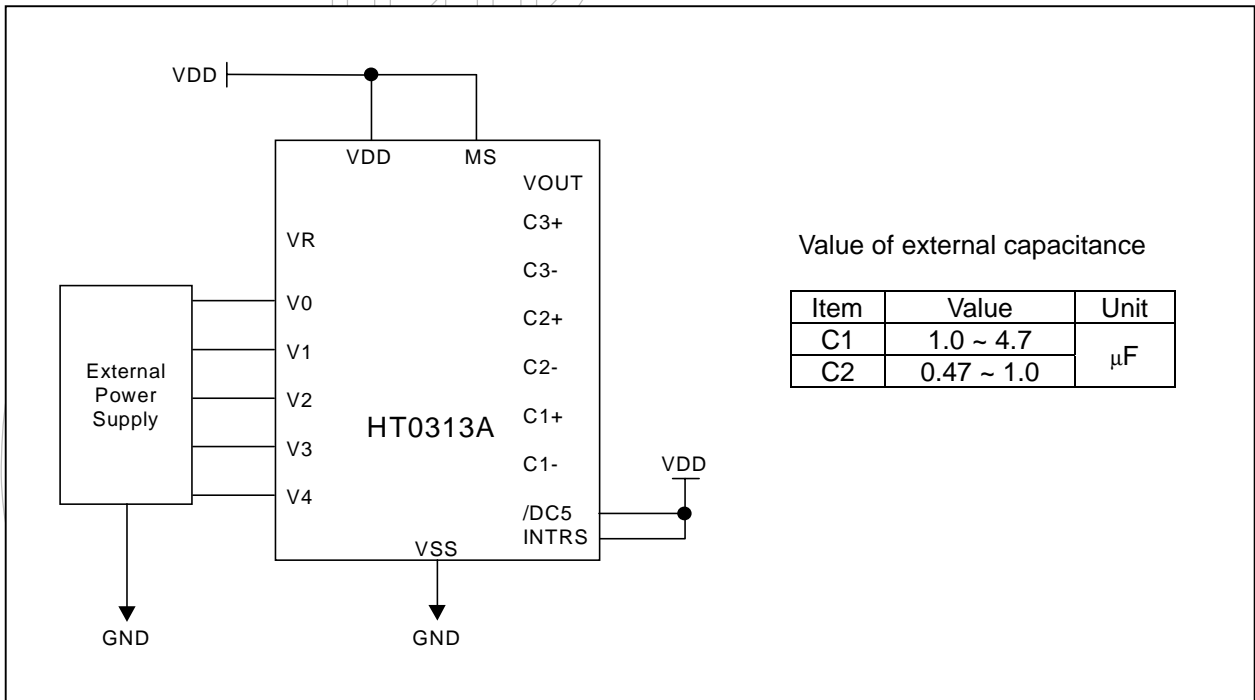 VDD
VDD MS
VOUT
C3+
VR
C3-
V0
C2+
V1
C2-
External
Power
Supply
V2
HT0313A
C1+
V3
C1-
VDD
V4
/DC5
INTRS
VSS
GND
GND
Value of external capacitance
Item Value Unit
C1 1.0 ~ 4.7 μF
C2 0.47 ~ 1.0